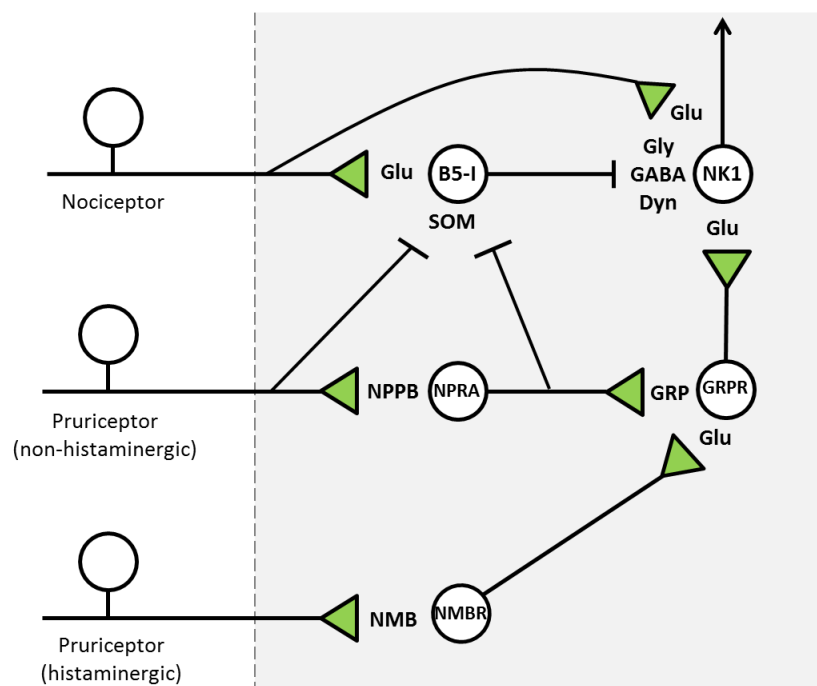 Glu
Gly
GABA
Dyn
NK1
Glu
B5-I
SOM
Nociceptor
Glu
NPPB
NPRA
GRP
GRPR
Pruriceptor
(non-histaminergic)
Glu
NMB
NMBR
Pruriceptor
(histaminergic)